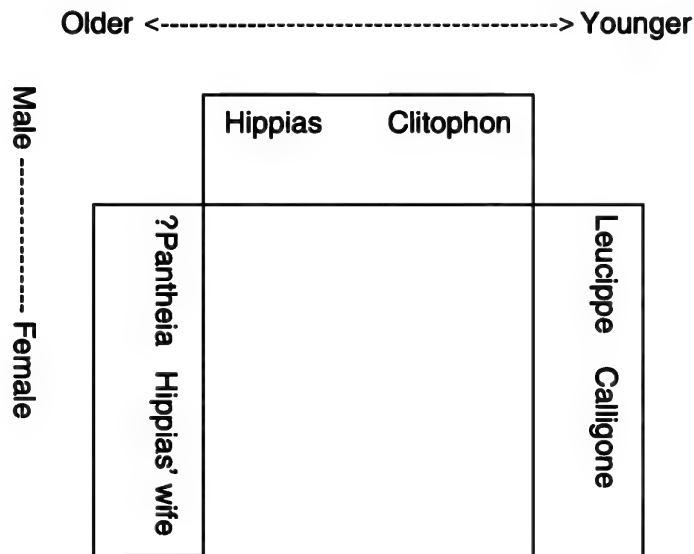 Older <----------------------------------------> Younger
Male ---------------- Female
Hippias Clitophon
?Pantheia Hippias' wife
Leucippe Calligone